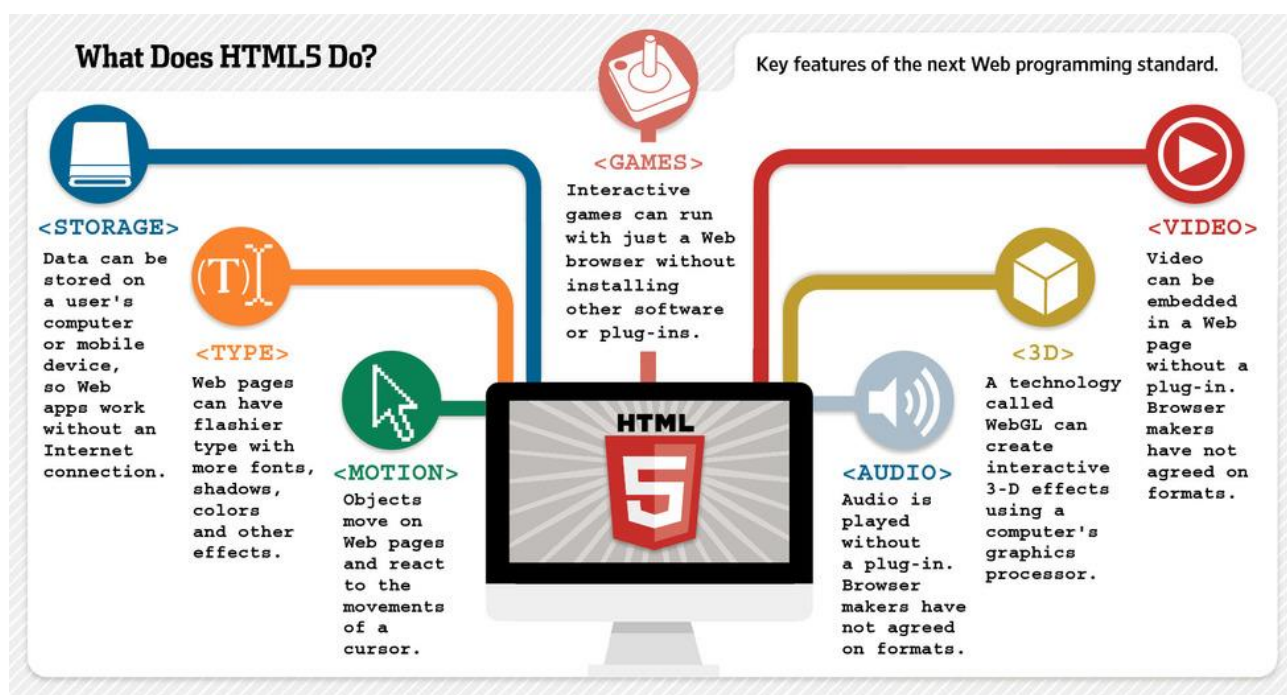 What Does HTML5 Do?
Key features of the next Web programming standard.
<STORAGE>
Data can be
stored on
a user's
computer
or mobile
device,
so Web
apps work
without an
Internet
connection.
(T)
<TYPE>
Web pages
can have
flashier
type with
more fonts,
shadows,
colors
and other
effects.
<MOTION>
Objects
move on
Web pages
and react
to the
movements
of a
cursor.
<GAMES>
Interactive
games can run
with just a Web
browser without
installing
other software
or plug-ins.
HTML
5
<AUDIO>
Audio is
played
without
a plug-in.
Browser
makers have
not agreed
on formats.
<3D>
A technology
called
WebGL can
create
interactive
3-D effects
using a
computer's
graphics
processor.
<VIDEO>
Video
can be
embedded
in a Web
page
without a
plug-in.
Browser
makers
have not
agreed on
formats.